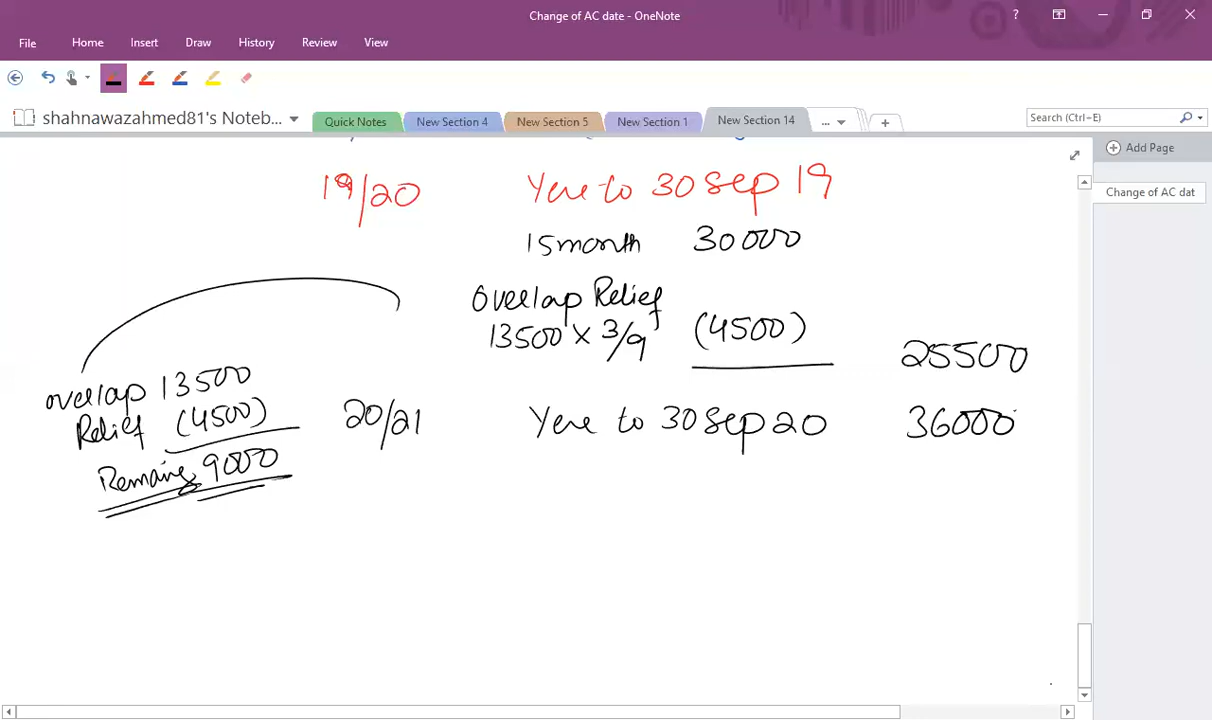 Change of AC date - OneNote
?
File Home Insert Draw History Review View
shahnawazahmed81's Noteb... Quick Notes New Section 4 New Section 5 New Section 1 New Section 14 ... + Search (Ctrl+E)
Add Page
Change of AC dat
19/20 Yere to 30 Sep 19
15 month 30000
Overlap Relief
13500 × 3/9 (4500) 25500
overlap 13500
Relief (4500)
Remaing 9000
20/21 Yere to 30 Sep 20 36000